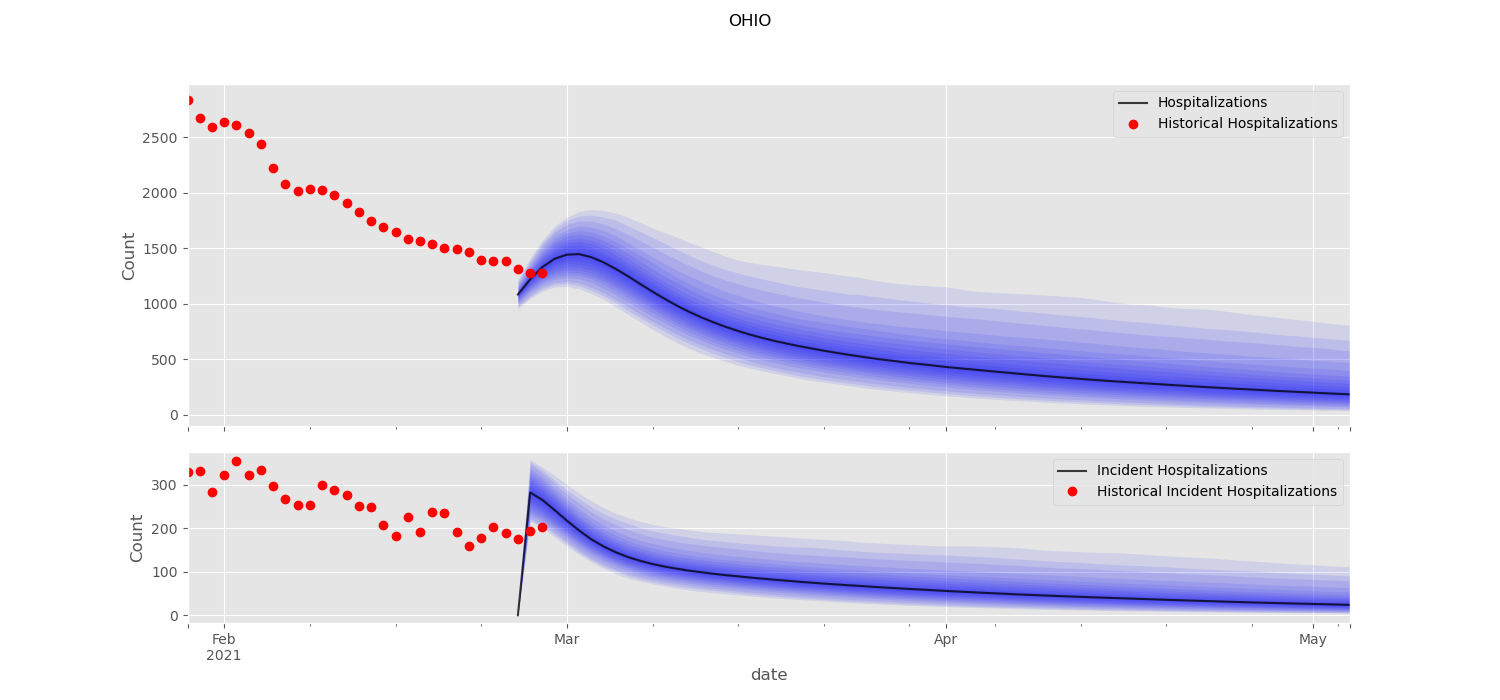 OHIO
Hospitalizations
Historical Hospitalizations
2500
2000
1500
1000
500
0
Count
Incident Hospitalizations
Historical Incident Hospitalizations
300
200
100
0
Count
Feb
2021
Mar
Apr
May
date